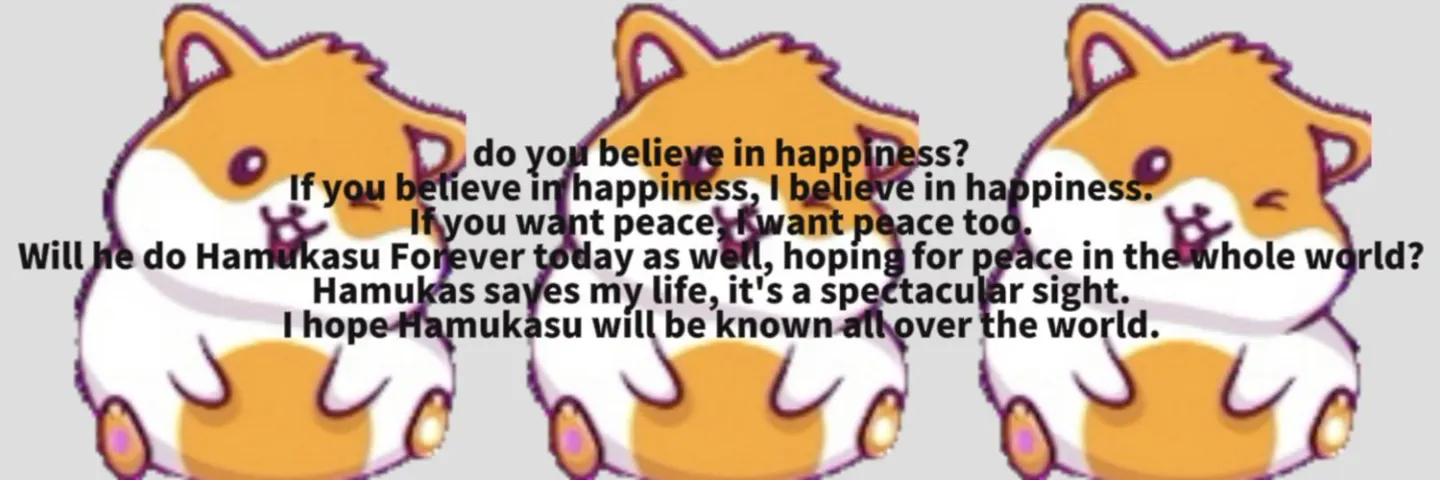 do you believe in happiness?
If you believe in happiness, I believe in happiness.
If you want peace, I want peace too.
Will he do Hamukasu Forever today as well, hoping for peace in the whole world?
Hamukas saves my life, it's a spectacular sight.
I hope Hamukasu will be known all over the world.